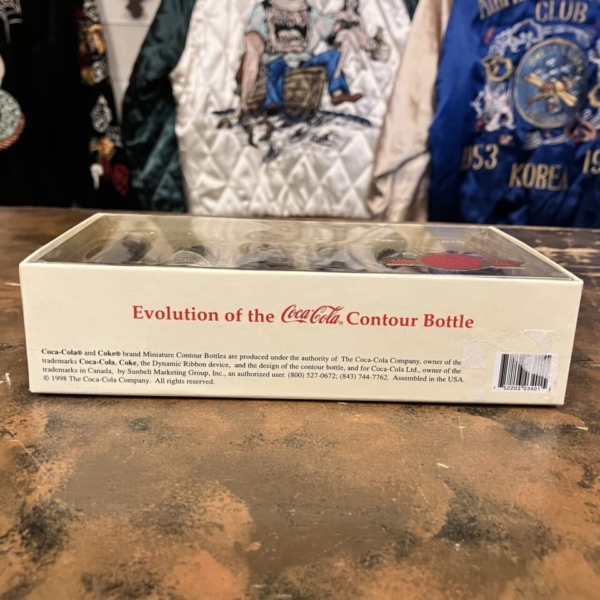 CLUB
1953
KOREA
19
Evolution of the Coca-Cola® Contour Bottle
Coca-Cola® and Coke® brand Miniature Contour Bottles are produced under the authority of The Coca-Cola Company, owner of the
trademarks Coca-Cola, Coke, the Dynamic Ribbon device, and the design of the contour bottle, and for Coca-Cola Ltd., owner of the
trademarks in Canada, by Sunbelt Marketing Group, Inc., an authorized user. (800) 527-0672; (843) 744-7762. Assembled in the USA.
© 1998 The Coca-Cola Company. All rights reserved.
52203 03401